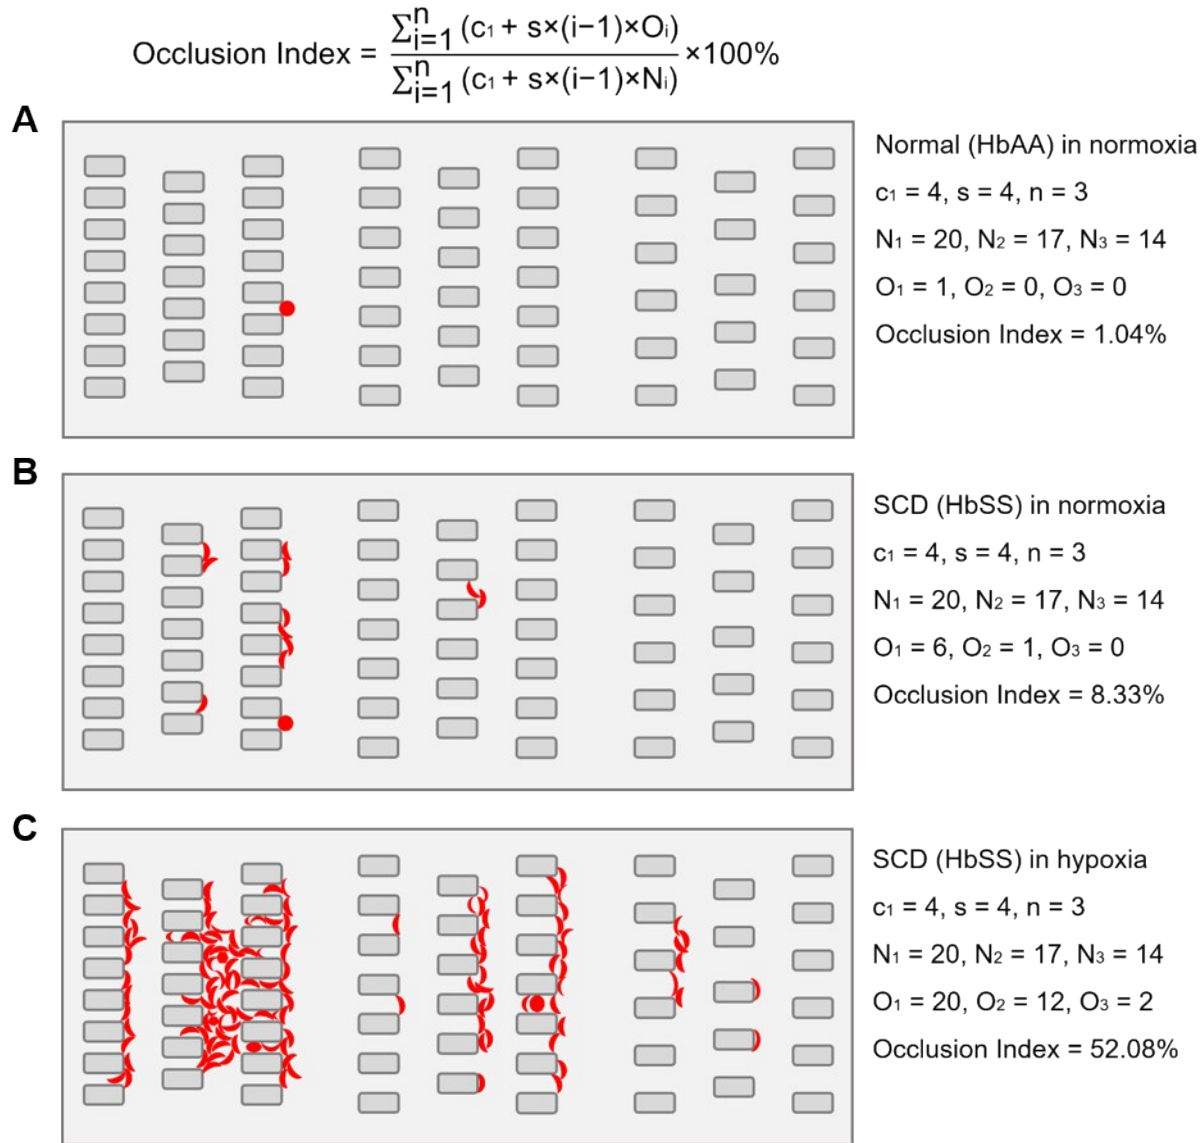 Occlusion Index = ∑ⁿᵢ₌₁ (c₁ + s×(i−1)×Oᵢ) / ∑ⁿᵢ₌₁ (c₁ + s×(i−1)×Nᵢ) ×100%
A
Normal (HbAA) in normoxia
c₁ = 4, s = 4, n = 3
N₁ = 20, N₂ = 17, N₃ = 14
O₁ = 1, O₂ = 0, O₃ = 0
Occlusion Index = 1.04%
B
SCD (HbSS) in normoxia
c₁ = 4, s = 4, n = 3
N₁ = 20, N₂ = 17, N₃ = 14
O₁ = 6, O₂ = 1, O₃ = 0
Occlusion Index = 8.33%
C
SCD (HbSS) in hypoxia
c₁ = 4, s = 4, n = 3
N₁ = 20, N₂ = 17, N₃ = 14
O₁ = 20, O₂ = 12, O₃ = 2
Occlusion Index = 52.08%